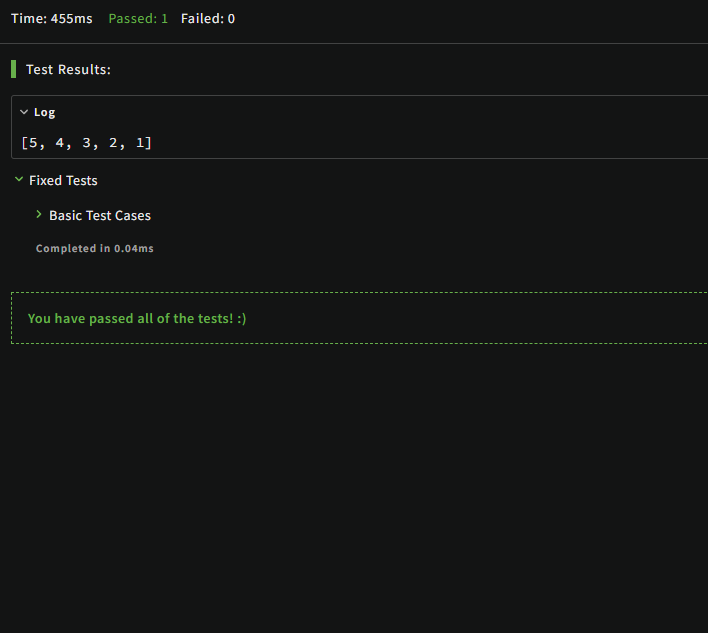 Time: 455ms Passed: 1 Failed: 0
Test Results:
Log
[5, 4, 3, 2, 1]
Fixed Tests
Basic Test Cases
Completed in 0.04ms
You have passed all of the tests! :)